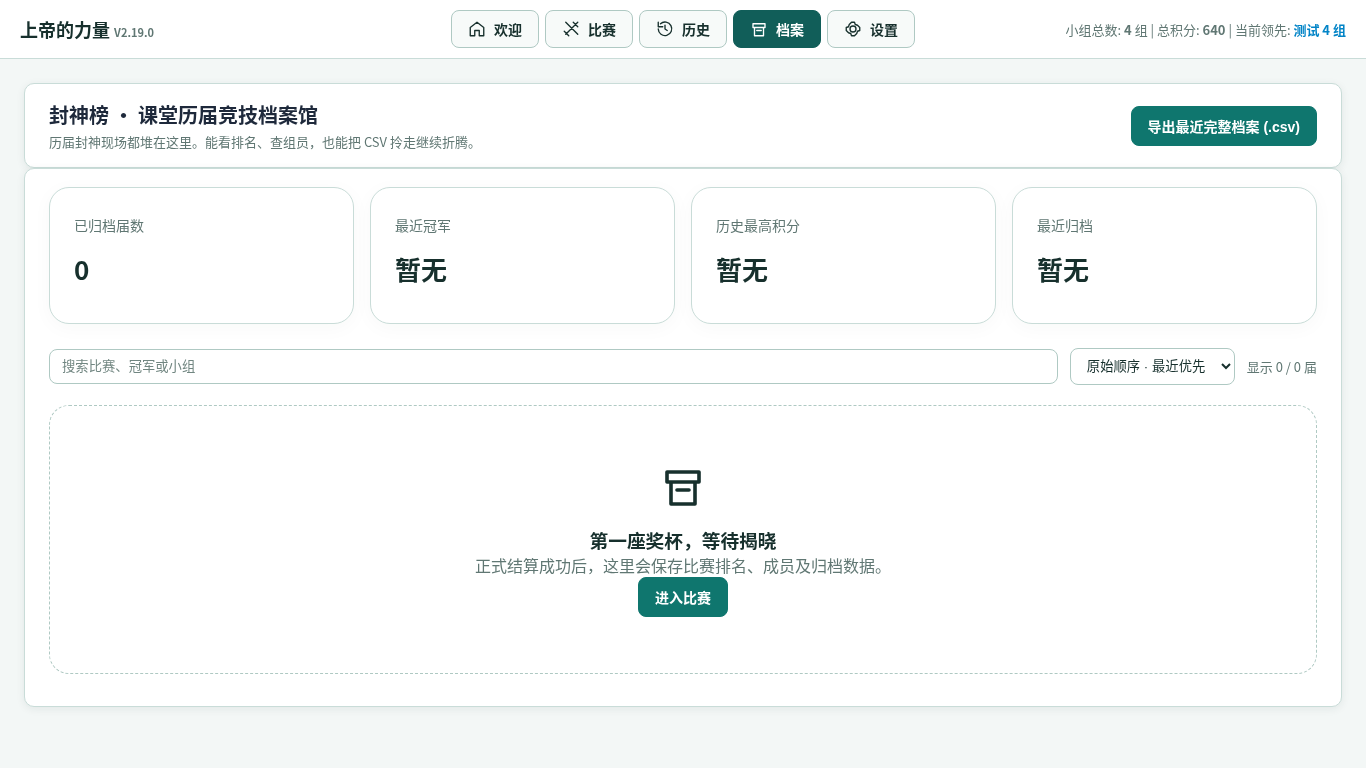 上帝的力量 V2.19.0
欢迎
比赛
历史
档案
设置
小组总数: 4 组 | 总积分: 640 | 当前领先: 测试 4 组
封神榜 · 课堂历届竞技档案馆
历届封神现场都堆在这里。能看排名、查组员，也能把 CSV 拎走继续折腾。
导出最近完整档案 (.csv)
已归档届数
0
最近冠军
暂无
历史最高积分
暂无
最近归档
暂无
搜索比赛、冠军或小组
原始顺序 · 最近优先
显示 0 / 0 届
第一座奖杯，等待揭晓
正式结算成功后，这里会保存比赛排名、成员及归档数据。
进入比赛